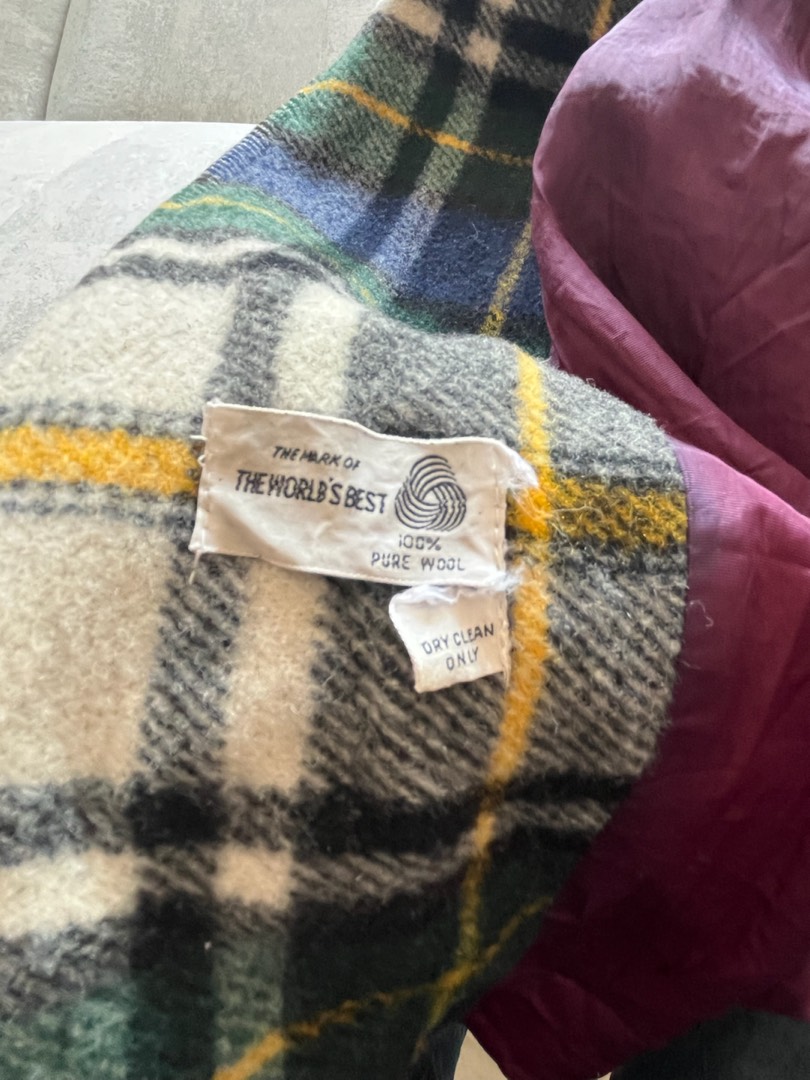 THE MARK OF
THE WORLD'S BEST
100%
PURE WOOL
DRY CLEAN
ONLY